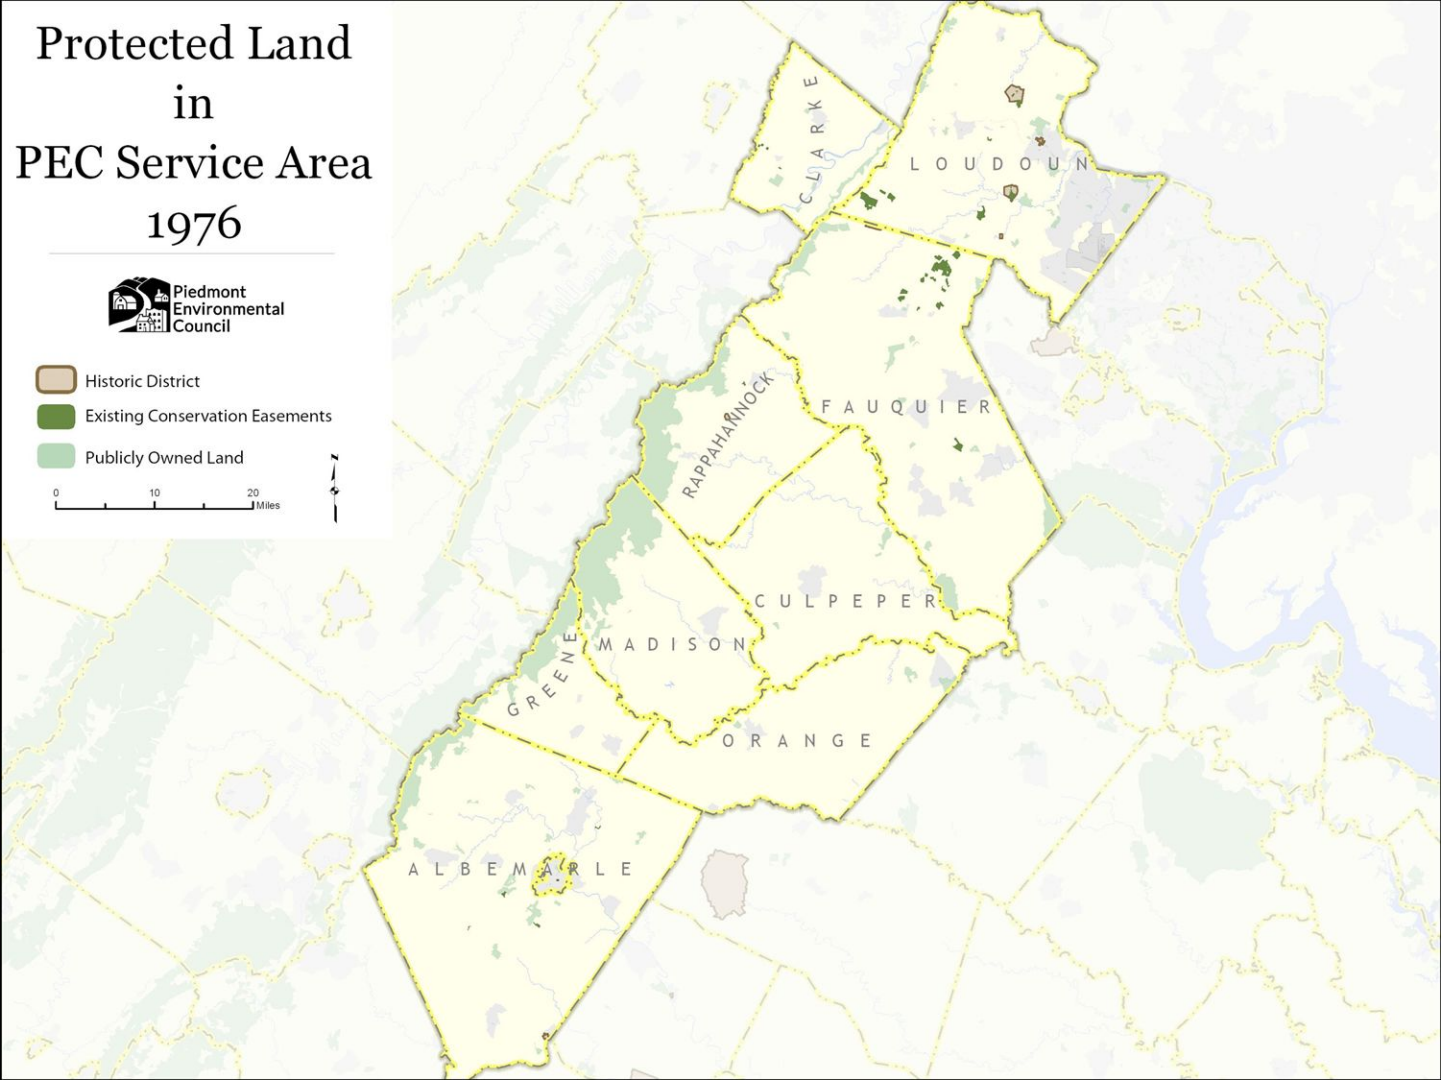 Protected Land
in
PEC Service Area
1976
Piedmont
Environmental
Council
Historic District
Existing Conservation Easements
Publicly Owned Land
N
0 10 20
Miles
CLARKE
LOUDOUN
RAPPAHANNOCK
FAUQUIER
CULPEPER
MADISON
GREENE
ORANGE
ALBEMARLE